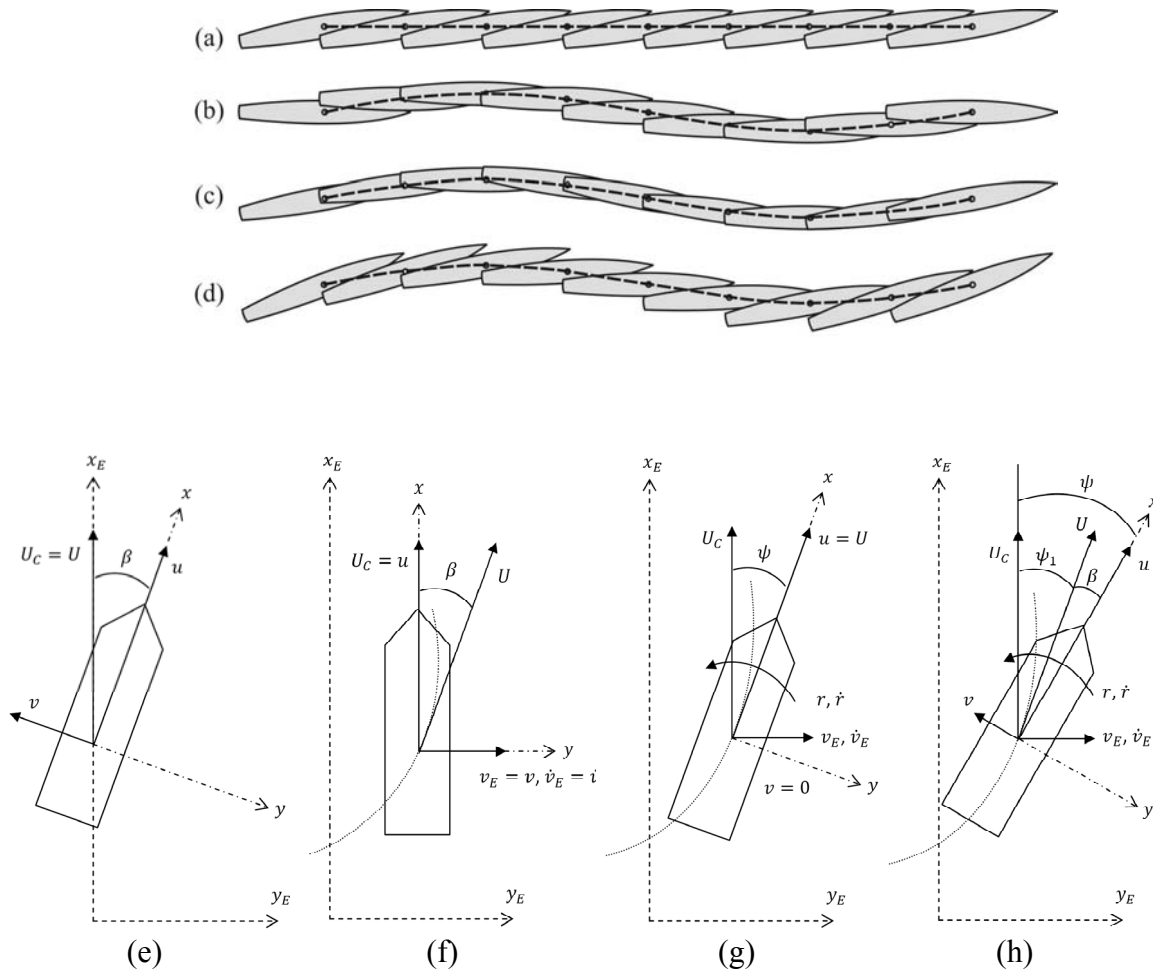 (a)
(b)
(c)
(d)
x_E
x
U_C = U
β
u
v
y
y_E
(e)
x_E
x
U_C = u
β
U
y
v_E = v, v̇_E = i
y_E
(f)
x_E
x
U_C
ψ
u = U
r, ṙ
v_E, v̇_E
v = 0
y
y_E
(g)
x_E
ψ
x
U
U_C
ψ₁
β
u
r, ṙ
v
v_E, v̇_E
y
y_E
(h)